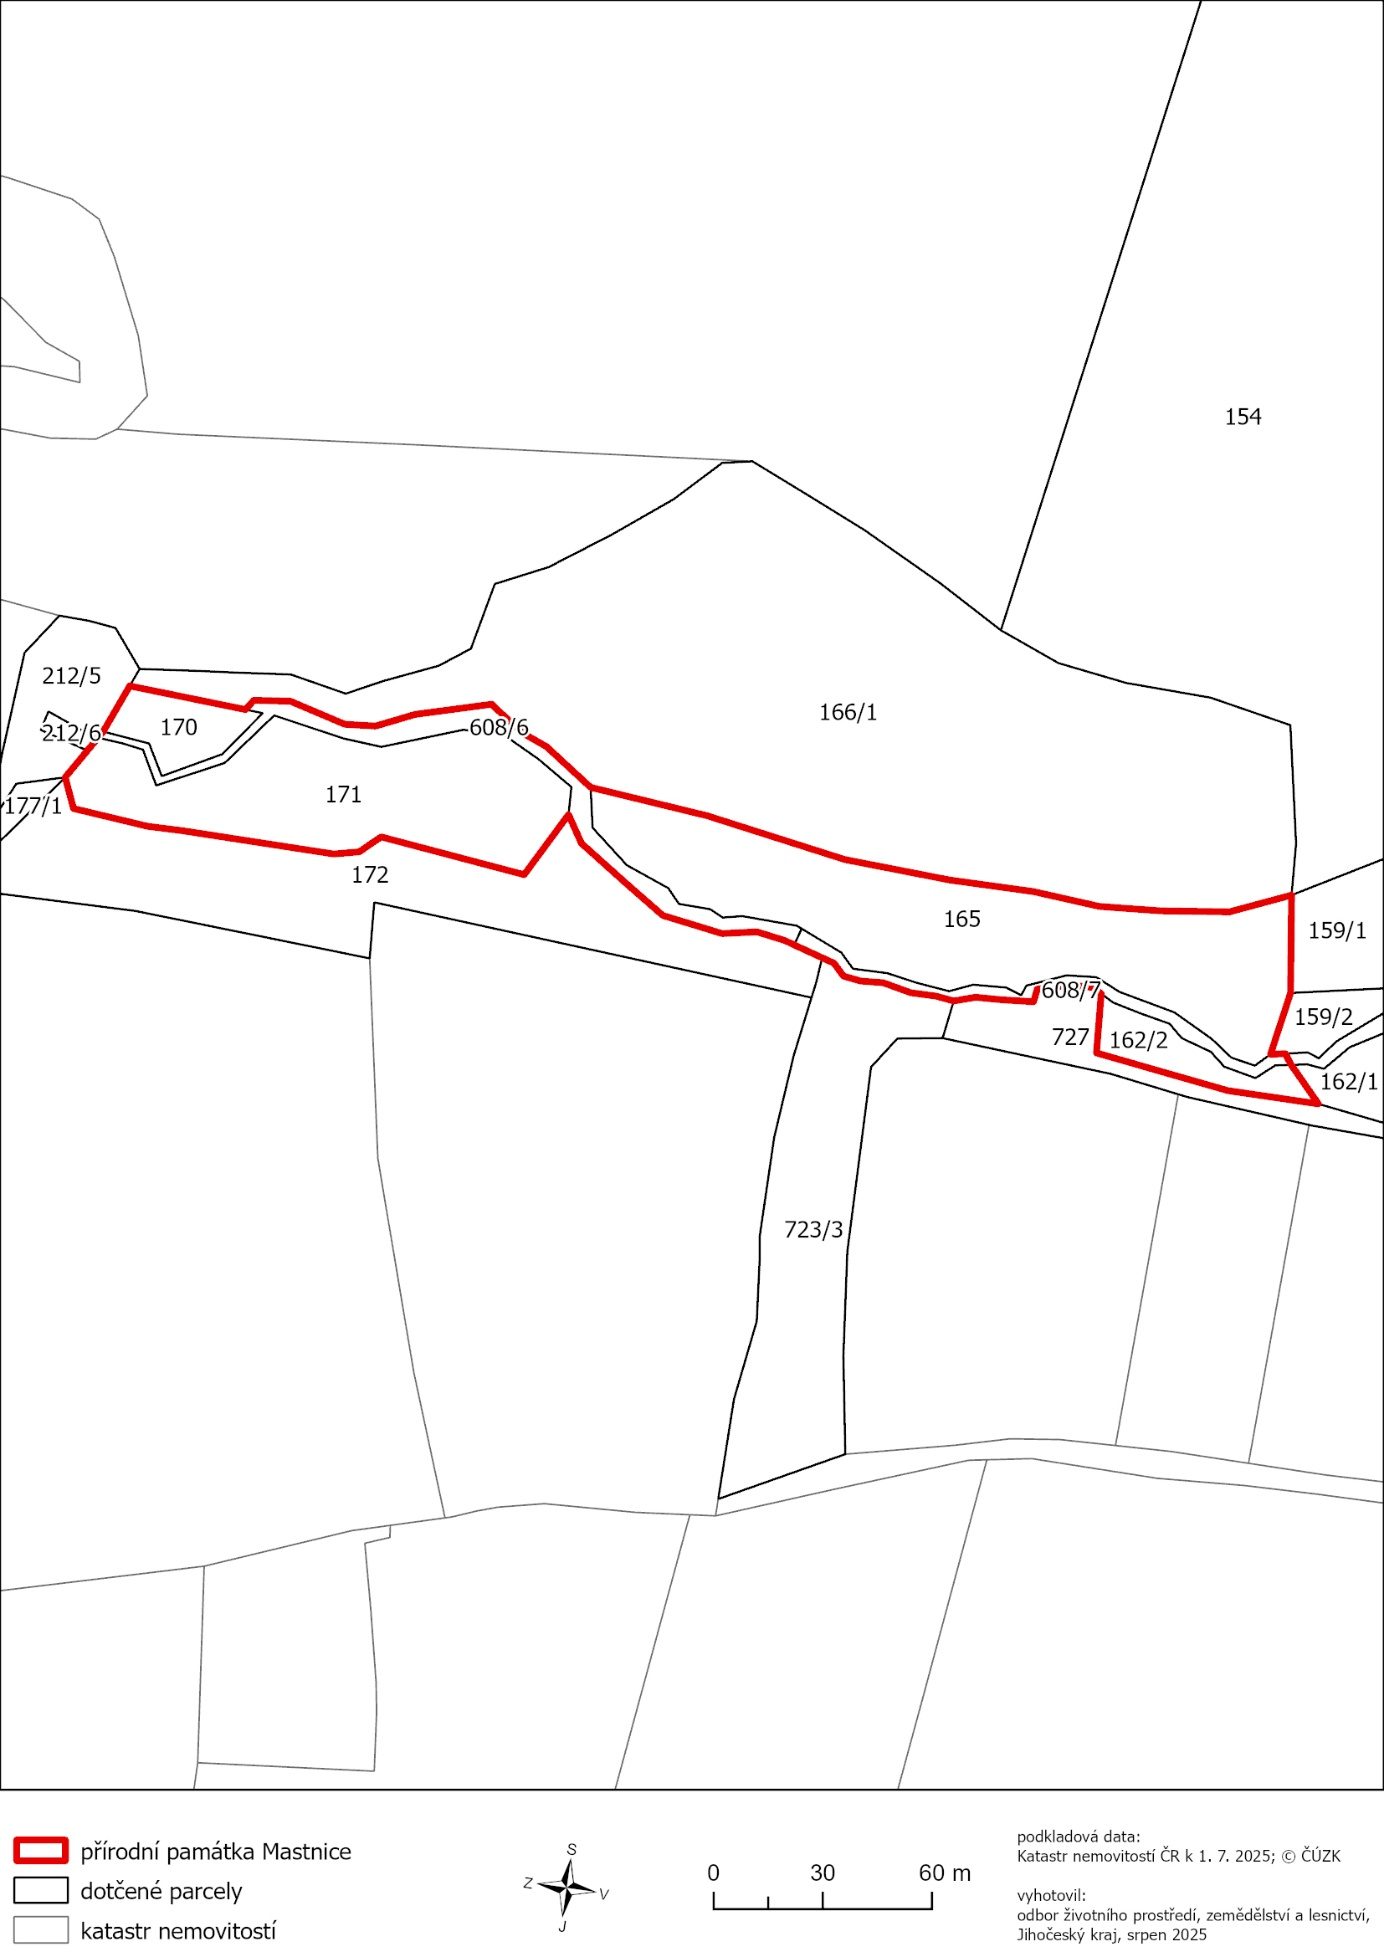 154
212/5
166/1
212/6
170
608/6
171
177/1
172
165
159/1
608/7
159/2
727
162/2
162/1
723/3
přírodní památka Mastnice
dotčené parcely
katastr nemovitostí
S
Z
V
J
0 30 60 m
podkladová data:
Katastr nemovitostí ČR k 1. 7. 2025; © ČÚZK
vyhotovil:
odbor životního prostředí, zemědělství a lesnictví,
Jihočeský kraj, srpen 2025